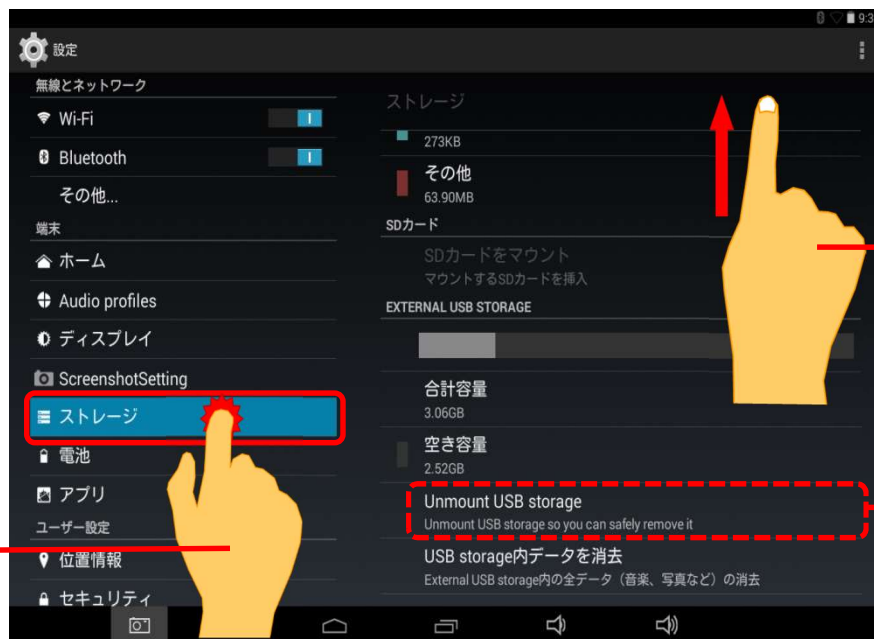 9:3
設定
無線とネットワーク
Wi-Fi
Bluetooth
その他...
端末
ホーム
Audio profiles
ディスプレイ
ScreenshotSetting
ストレージ
電池
アプリ
ユーザー設定
位置情報
セキュリティ
ストレージ
273KB
その他
63.90MB
SDカード
SDカードをマウント
マウントするSDカードを挿入
EXTERNAL USB STORAGE
合計容量
3.06GB
空き容量
2.52GB
Unmount USB storage
Unmount USB storage so you can safely remove it
USB storage内データを消去
External USB storage内の全データ（音楽、写真など）の消去